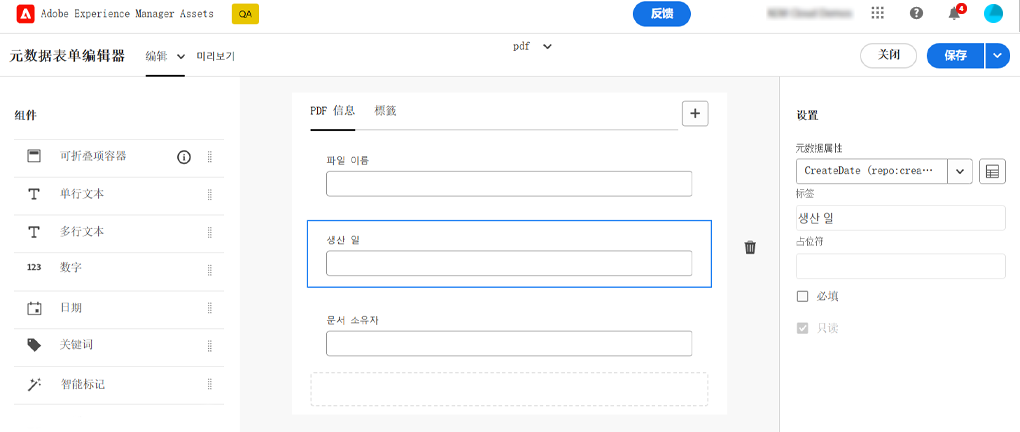 Adobe Experience Manager Assets
QA
反馈
4
元数据表单编辑器
编辑
미리보기
pdf
关闭
保存
组件
可折叠项容器
单行文本
多行文本
123
数字
日期
关键词
智能标记
PDF 信息
標籤
파일 이름
생산 일
문서 소유자
设置
元数据属性
CreateDate (repo:crea…
标签
생산 일
占位符
必填
只读